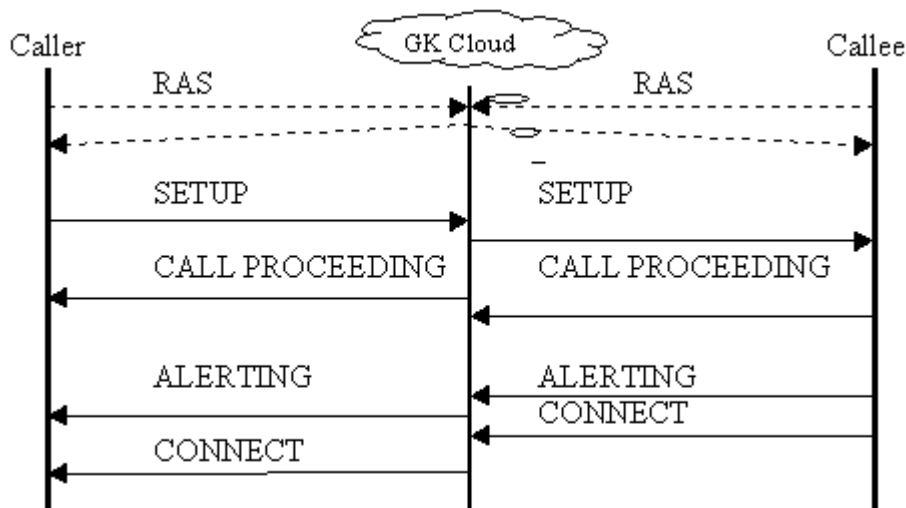 Caller
GK Cloud
Callee
RAS
RAS
SETUP
SETUP
CALL PROCEEDING
CALL PROCEEDING
ALERTING
ALERTING
CONNECT
CONNECT